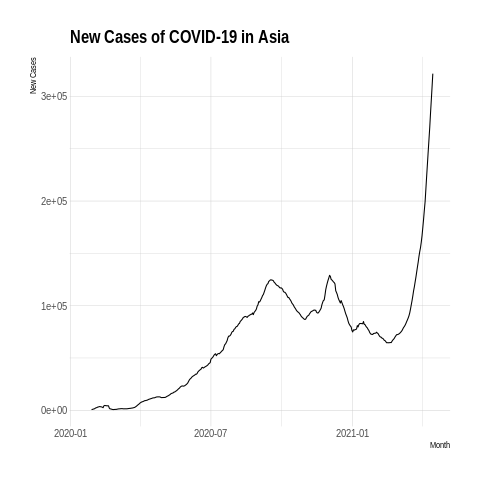 New Cases of COVID-19 in Asia
New Cases
3e+05
2e+05
1e+05
0e+00
2020-01 2020-07 2021-01
Month